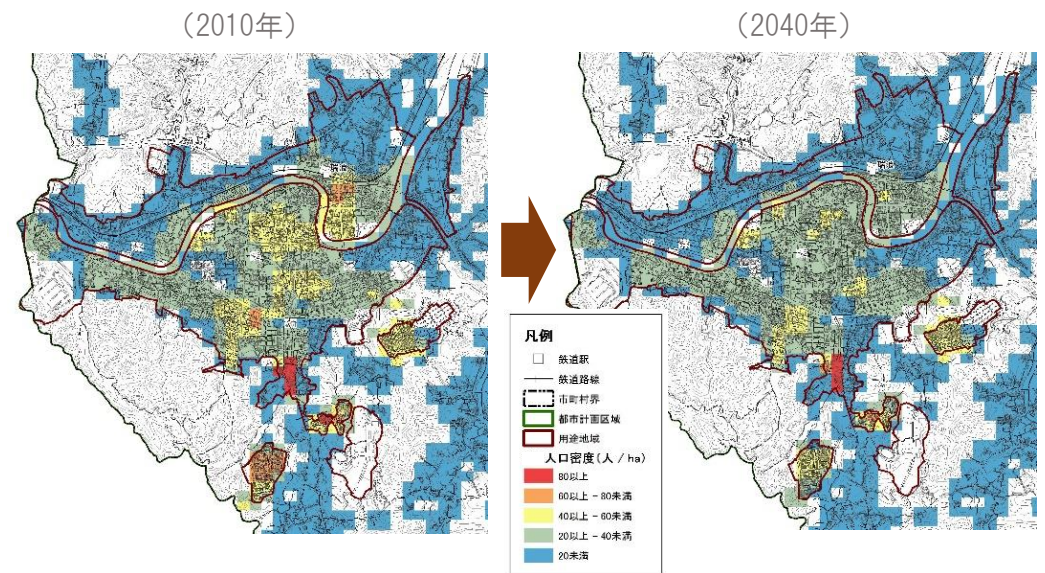 (2010年)
(2040年)
凡例
鉄道駅
鉄道路線
市町村界
都市計画区域
用途地域
人口密度(人 / ha)
80以上
60以上 - 80未満
40以上 - 60未満
20以上 - 40未満
20未満